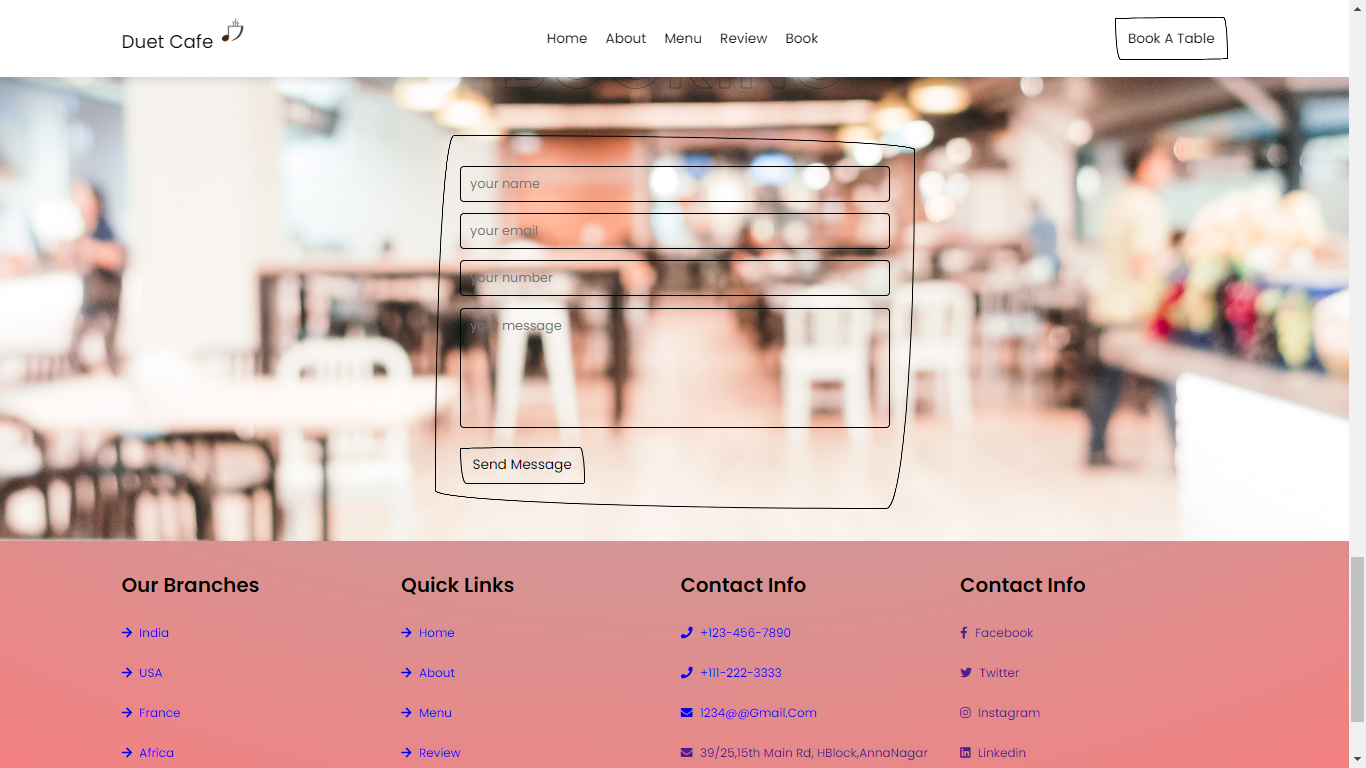 Duet Cafe
Home About Menu Review Book
Book A Table
BOOKING
your name
your email
your number
your message
Send Message
Our Branches
India
USA
France
Africa
Quick Links
Home
About
Menu
Review
Contact Info
+123-456-7890
+111-222-3333
1234@@Gmail.Com
39/25,15th Main Rd, HBlock,AnnaNagar
Contact Info
Facebook
Twitter
Instagram
Linkedin